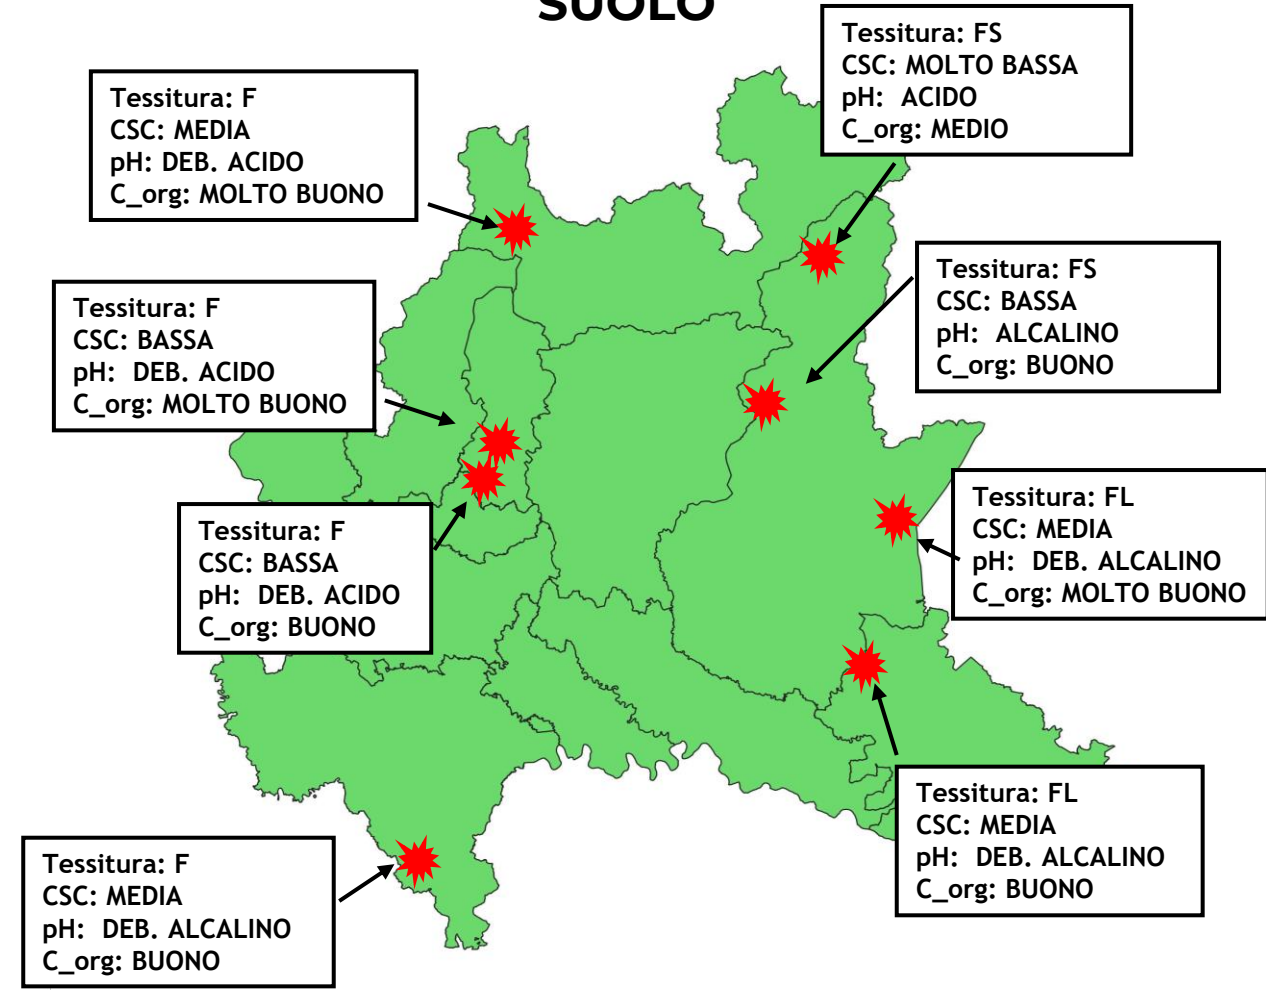 SUOLO
Tessitura: FS
CSC: MOLTO BASSA
pH: ACIDO
C_org: MEDIO
Tessitura: F
CSC: MEDIA
pH: DEB. ACIDO
C_org: MOLTO BUONO
Tessitura: FS
CSC: BASSA
pH: ALCALINO
C_org: BUONO
Tessitura: F
CSC: BASSA
pH: DEB. ACIDO
C_org: MOLTO BUONO
Tessitura: FL
CSC: MEDIA
pH: DEB. ALCALINO
C_org: MOLTO BUONO
Tessitura: F
CSC: BASSA
pH: DEB. ACIDO
C_org: BUONO
Tessitura: FL
CSC: MEDIA
pH: DEB. ALCALINO
C_org: BUONO
Tessitura: F
CSC: MEDIA
pH: DEB. ALCALINO
C_org: BUONO